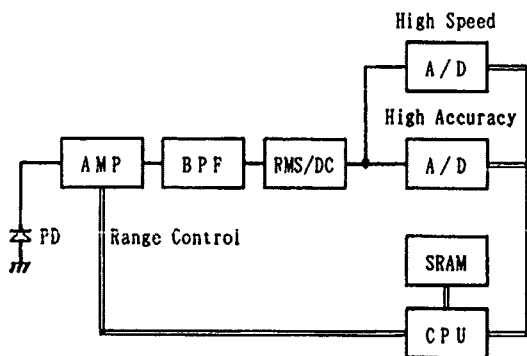 High Speed
A/D
High Accuracy
AMP
BPF
RMS/DC
A/D
PD
Range Control
SRAM
CPU